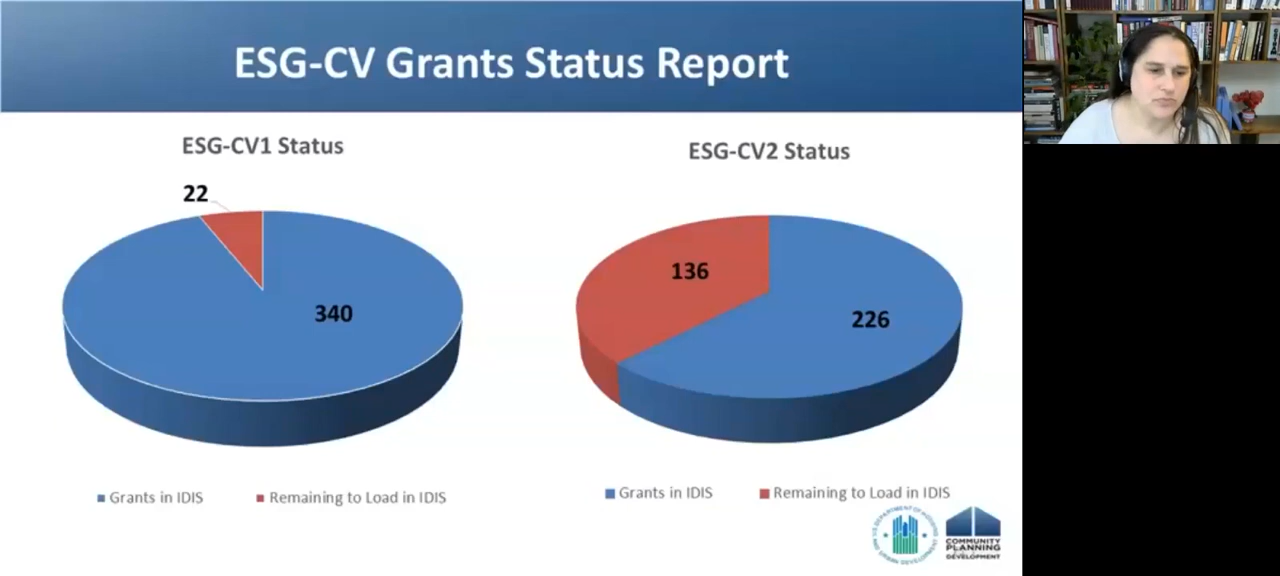 ESG-CV Grants Status Report
ESG-CV1 Status
22
340
Grants in IDIS
Remaining to Load in IDIS
ESG-CV2 Status
136
226
Grants in IDIS
Remaining to Load in IDIS
COMMUNITY
PLANNING
DEVELOPMENT